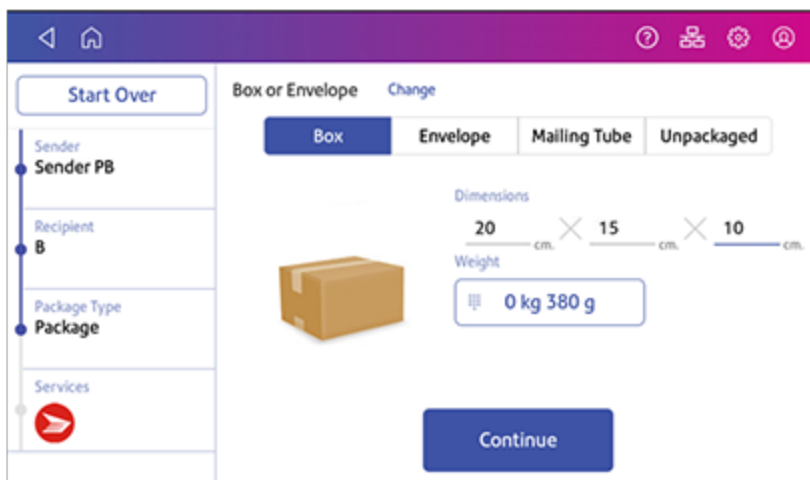 Start Over
Sender
Sender PB
Recipient
B
Package Type
Package
Services
Box or Envelope Change
Box Envelope Mailing Tube Unpackaged
Dimensions
20 cm. 15 cm. 10 cm.
Weight
0 kg 380 g
Continue